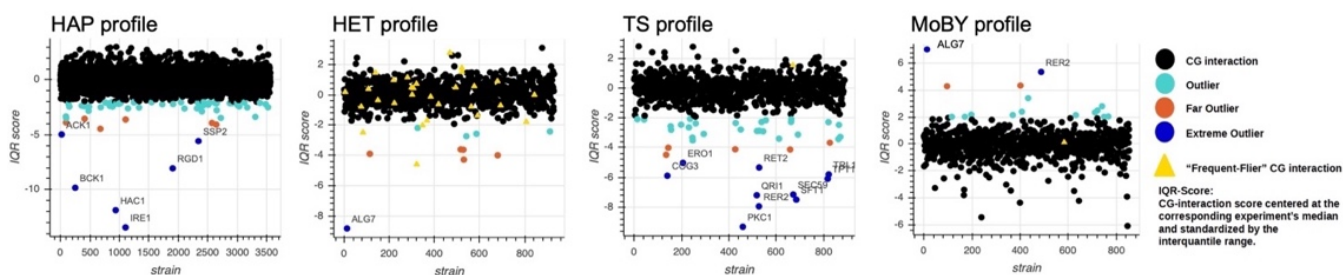 HAP profile
HET profile
TS profile
MoBY profile
IQR score
0
-5
-10
ACK1
BCK1
HAC1
IRE1
RGD1
SSP2
0 500 1000 1500 2000 2500 3000 3500
strain
IQR score
2
0
-2
-4
-6
-8
ALG7
0 200 400 600 800
strain
IQR score
2
0
-2
-4
-6
-8
ERO1
COG3
RET2
QRI1
RER2
PKC1
SEC59
SFT1
TPT1
0 200 400 600 800
strain
IQR score
6
4
2
0
-2
-4
-6
ALG7
RER2
0 200 400 600 800
strain
CG interaction
Outlier
Far Outlier
Extreme Outlier
“Frequent-Flier” CG interaction
IQR-Score:
CG-interaction score centered at the
corresponding experiment's median
and standardized by the
interquantile range.